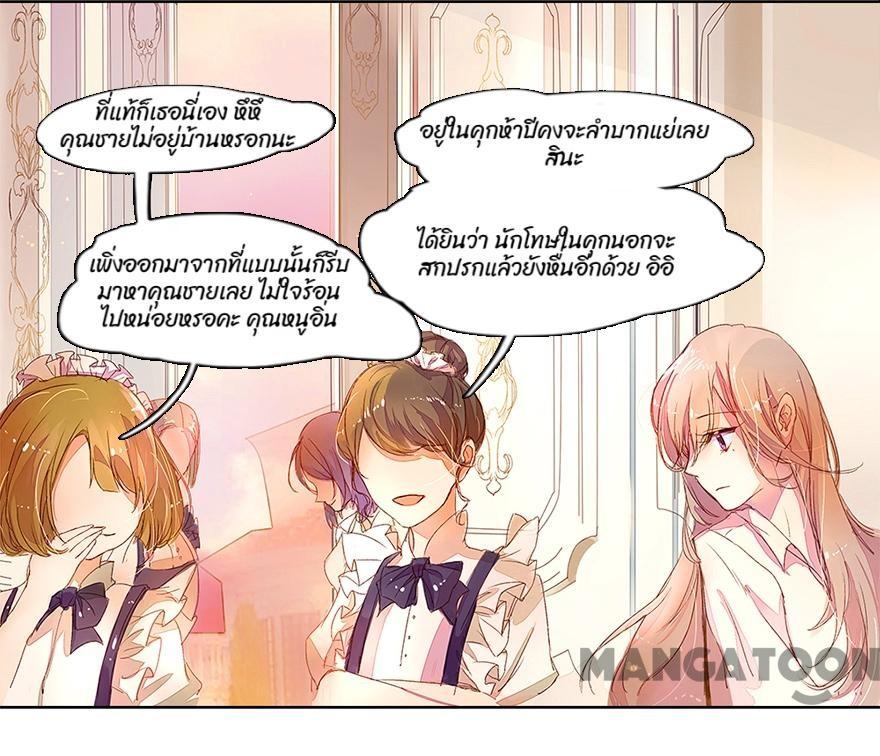 ที่แท้ก็เธอนี่เอง หึหึ
คุณชายไม่อยู่บ้านหรอกนะ
เพิ่งออกมาจากที่แบบนั้นก็รีบ
มาหาคุณชายเลย ไม่ใจร้อน
ไปหน่อยหรอคะ คุณหนูอิ๋น
อยู่ในคุกห้าปีคงจะลำบากแย่เลย
สินะ
ได้ยินว่า นักโทษในคุกนอกจะ
สกปรกแล้วยังหื่นอีกด้วย อิอิ
MANGATOON